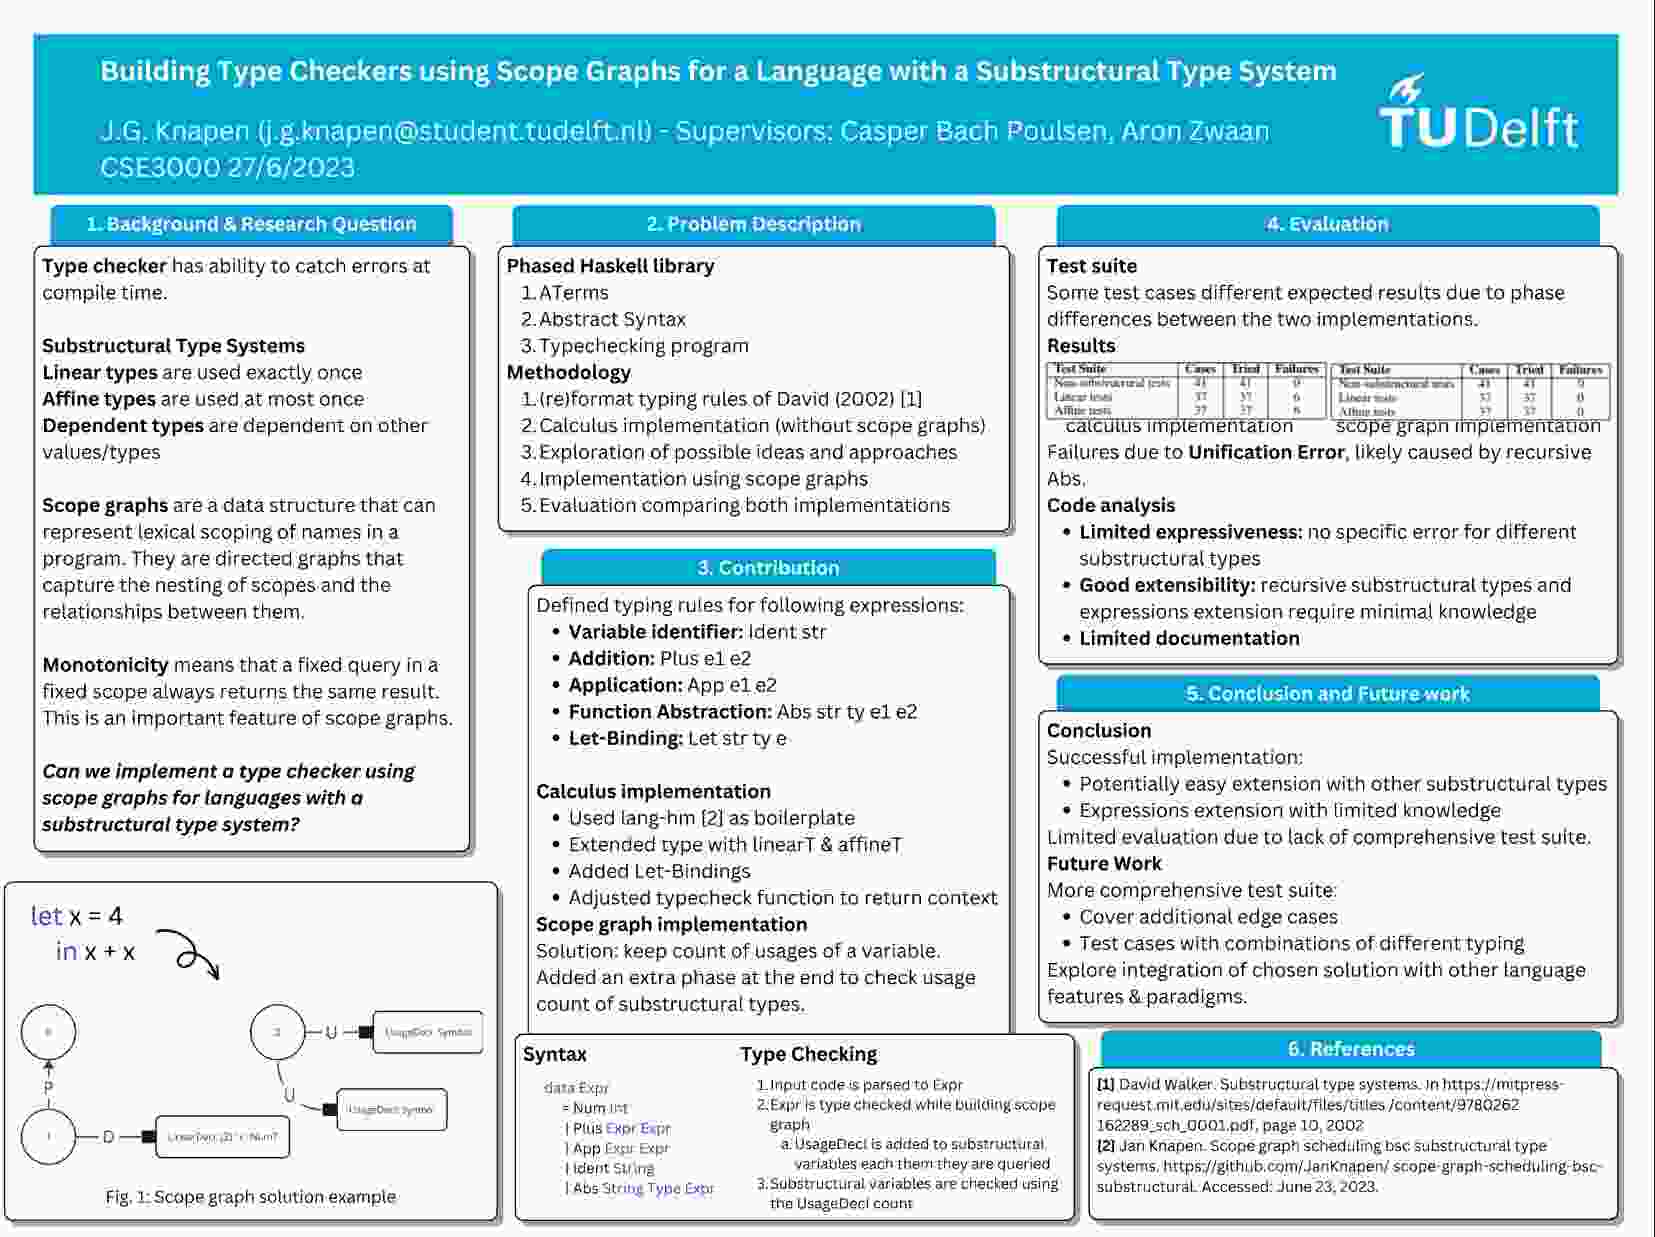 Building Type Checkers using Scope Graphs for a Language with a Substructural Type System
J.G. Knapen (j.g.knapen@student.tudelft.nl) - Supervisors: Casper Bach Poulsen, Aron Zwaan
CSE3000 27/6/2023
TU Delft
1. Background & Research Question
Type checker has ability to catch errors at
compile time.
Substructural Type Systems
Linear types are used exactly once
Affine types are used at most once
Dependent types are dependent on other
values/types
Scope graphs are a data structure that can
represent lexical scoping of names in a
program. They are directed graphs that
capture the nesting of scopes and the
relationships between them.
Monotonicity means that a fixed query in a
fixed scope always returns the same result.
This is an important feature of scope graphs.
Can we implement a type checker using
scope graphs for languages with a
substructural type system?
let x = 4
in x + x
U
UsageDecl Symbol
P
U
UsageDecl Symbol
D
Fig. 1: Scope graph solution example
2. Problem Description
Phased Haskell library
1. ATerms
2. Abstract Syntax
3. Typechecking program
Methodology
1. (re)format typing rules of David (2002) [1]
2. Calculus implementation (without scope graphs)
3. Exploration of possible ideas and approaches
4. Implementation using scope graphs
5. Evaluation comparing both implementations
3. Contribution
Defined typing rules for following expressions:
• Variable identifier: Ident str
• Addition: Plus e1 e2
• Application: App e1 e2
• Function Abstraction: Abs str ty e1 e2
• Let-Binding: Let str ty e
Calculus implementation
• Used lang-hm [2] as boilerplate
• Extended type with linearT & affineT
• Added Let-Bindings
• Adjusted typecheck function to return context
Scope graph implementation
Solution: keep count of usages of a variable.
Added an extra phase at the end to check usage
count of substructural types.
Syntax
data Expr
= Num Int
| Plus Expr Expr
| App Expr Expr
| Ident String
| Abs String Type Expr
Type Checking
1. Input code is parsed to Expr
2. Expr is type checked while building scope
graph
a. UsageDecl is added to substructural
variables each them they are queried
3. Substructural variables are checked using
the UsageDecl count
4. Evaluation
Test suite
Some test cases different expected results due to phase
differences between the two implementations.
Results
Test Suite Cases Tried Failures
Non-substructural tests 41 41 0
Linear tests 37 37 6
Affine tests 37 37 6
calculus implementation
Test Suite Cases Tried Failures
Non-substructural tests 41 41 0
Linear tests 37 37 0
Affine tests 37 37 0
scope graph implementation
Failures due to Unification Error, likely caused by recursive
Abs.
Code analysis
• Limited expressiveness: no specific error for different
substructural types
• Good extensibility: recursive substructural types and
expressions extension require minimal knowledge
• Limited documentation
5. Conclusion and Future work
Conclusion
Successful implementation:
• Potentially easy extension with other substructural types
• Expressions extension with limited knowledge
Limited evaluation due to lack of comprehensive test suite.
Future Work
More comprehensive test suite:
• Cover additional edge cases
• Test cases with combinations of different typing
Explore integration of chosen solution with other language
features & paradigms.
6. References
[1] David Walker. Substructural type systems. In https://mitpress-
request.mit.edu/sites/default/files/titles /content/9780262
162289_sch_0001.pdf, page 10, 2002
[2] Jan Knapen. Scope graph scheduling bsc substructural type
systems. https://github.com/JanKnapen/ scope-graph-scheduling-bsc-
substructural. Accessed: June 23, 2023.